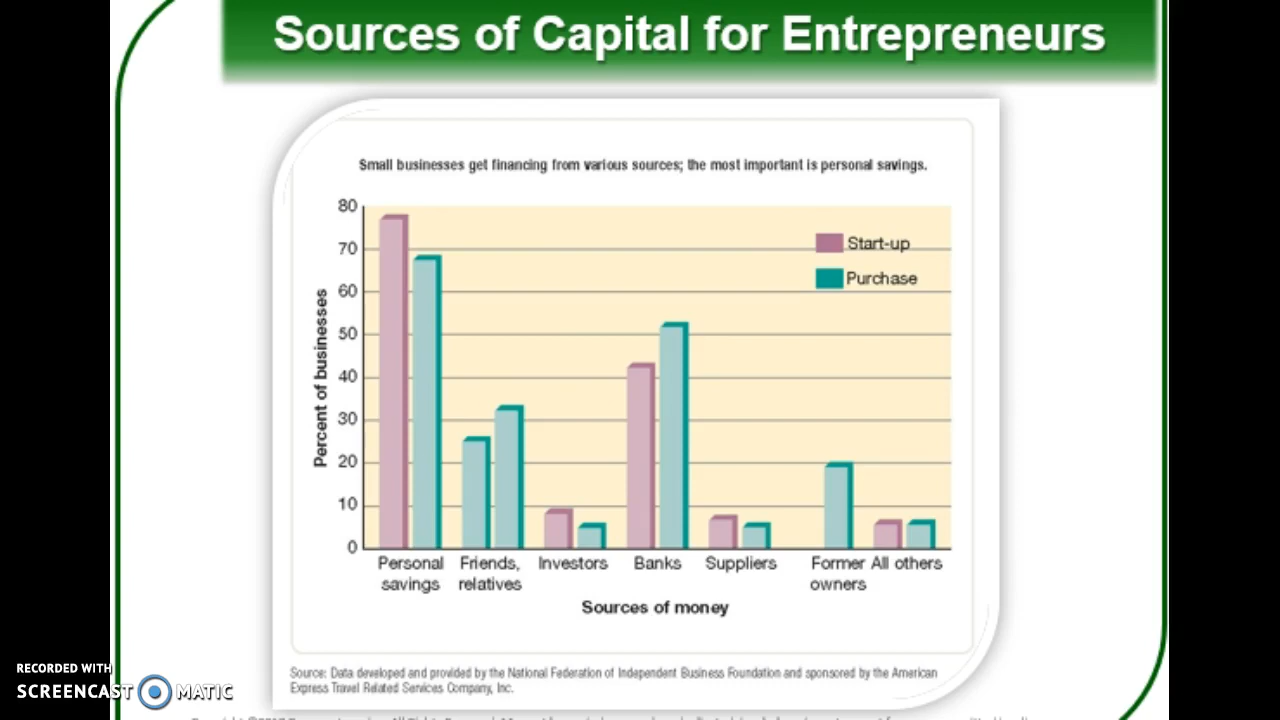 Sources of Capital for Entrepreneurs
Small businesses get financing from various sources; the most important is personal savings.
80
70
60
50
40
30
20
10
0
Percent of businesses
Start-up
Purchase
Personal savings
Friends, relatives
Investors
Banks
Suppliers
Former owners
All others
Sources of money
Source: Data developed and provided by the National Federation of Independent Business Foundation and sponsored by the American
Express Travel Related Services Company, Inc.
RECORDED WITH
SCREENCAST MATIC